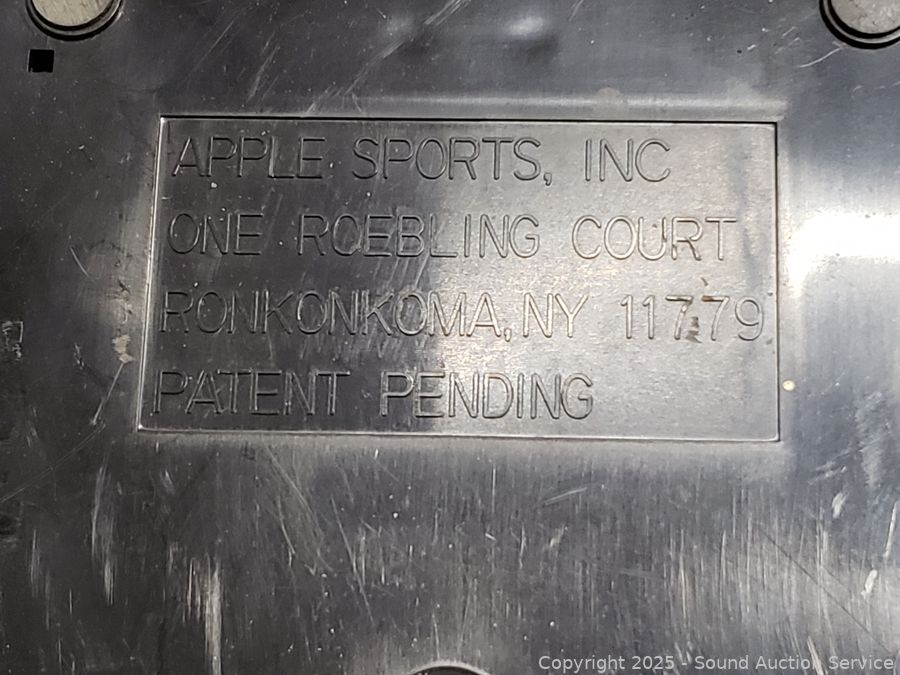 APPLE SPORTS, INC
ONE ROEBLING COURT
RONKONKOMA, NY 11779
PATENT PENDING
Copyright © 2025 - Sound Auction Service